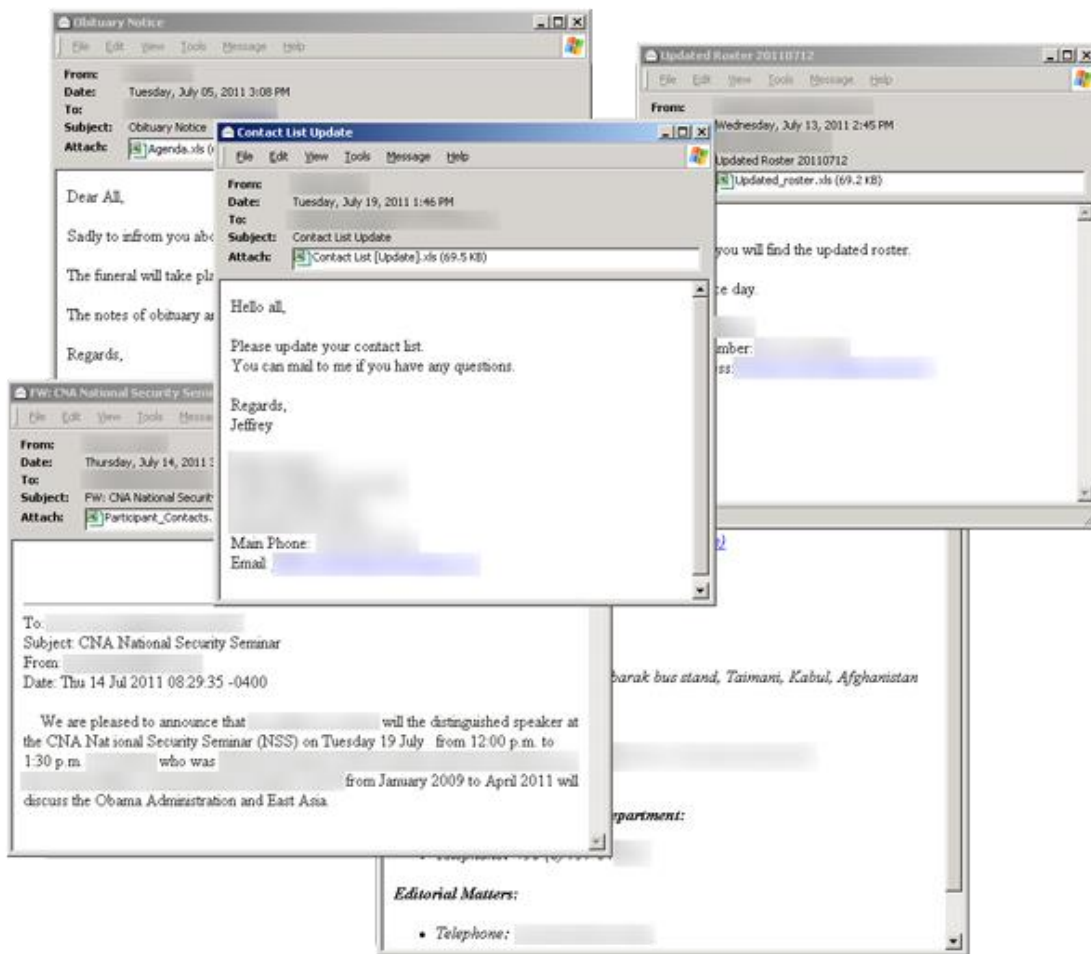 Obituary Notice
File Edit View Tools Message Help
From:
Date: Tuesday, July 05, 2011 3:08 PM
To:
Subject: Obituary Notice
Attach: Agenda.xls
Dear All,
Sadly to infrom you
The funeral will take
The notes of obituary
Regards,
Updated Roster 20110712
File Edit View Tools Message Help
From:
Wednesday, July 13, 2011 2:45 PM
Updated Roster 20110712
Updated_roster.xls (69.2 KB)
you will find the updated roster.
day.
Contact List Update
File Edit View Tools Message Help
From:
Date: Tuesday, July 19, 2011 1:46 PM
To:
Subject: Contact List Update
Attach: Contact List [Update].xls (69.5 KB)
Hello all,
Please update your contact list.
You can mail to me if you have any questions.
Regards,
Jeffrey
Main Phone:
Email
FW: CNA National Security
File Edit View Tools
From:
Date: Thursday, July 14, 2011
To:
Subject: FW: CNA National
Attach: Participant_Contacts.
To:
Subject: CNA National Security Seminar
From:
Date: Thu 14 Jul 2011 08:29:35 -0400
We are pleased to announce that will the distinguished speaker at
the CNA Nat ional Security Seminar (NSS) on Tuesday 19 July from 12:00 p.m. to
1:30 p.m. who was
from January 2009 to April 2011 will
discuss the Obama Administration and East Asia.
bus stand, Taimani, Kabul, Afghanistan
Editorial Matters:
• Telephone: